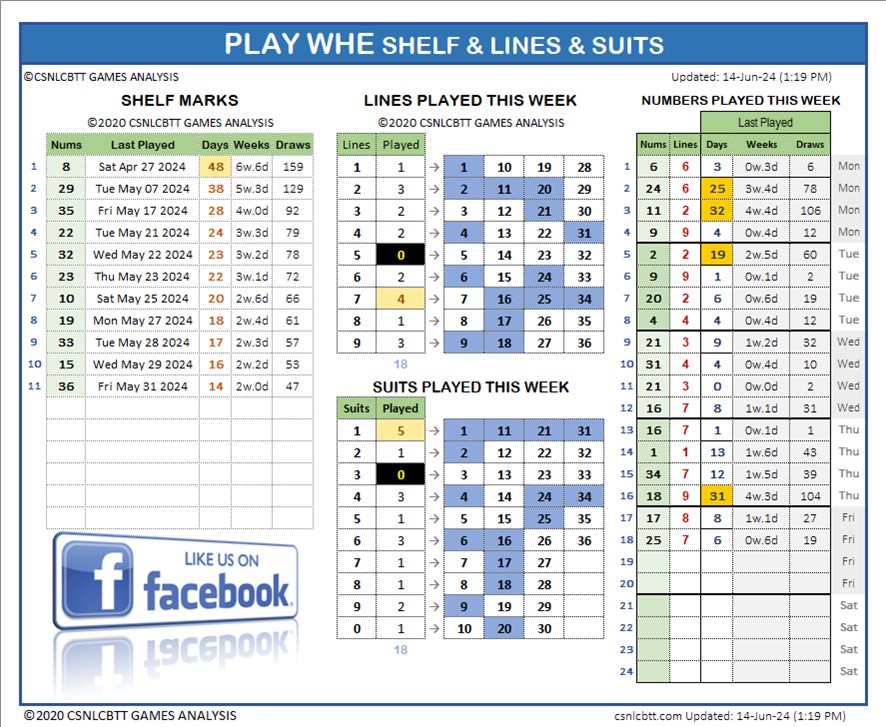 PLAY WHE SHELF & LINES & SUITS
©CSNLCBTT GAMES ANALYSIS
Updated: 14-Jun-24 (1:19 PM)
SHELF MARKS
©2020 CSNLCBTT GAMES ANALYSIS
Nums Last Played Days Weeks Draws
1 8 Sat Apr 27 2024 48 6w.6d 159
2 29 Tue May 07 2024 38 5w.3d 129
3 35 Fri May 17 2024 28 4w.0d 92
4 22 Tue May 21 2024 24 3w.3d 79
5 32 Wed May 22 2024 23 3w.2d 78
6 23 Thu May 23 2024 22 3w.1d 72
7 10 Sat May 25 2024 20 2w.6d 66
8 19 Mon May 27 2024 18 2w.4d 61
9 33 Tue May 28 2024 17 2w.3d 57
10 15 Wed May 29 2024 16 2w.2d 53
11 36 Fri May 31 2024 14 2w.0d 47
LIKE US ON
facebook.
LINES PLAYED THIS WEEK
©2020 CSNLCBTT GAMES ANALYSIS
Lines Played
1 1 → 1 10 19 28
2 3 → 2 11 20 29
3 2 → 3 12 21 30
4 2 → 4 13 22 31
5 0 → 5 14 23 32
6 2 → 6 15 24 33
7 4 → 7 16 25 34
8 1 → 8 17 26 35
9 3 → 9 18 27 36
18
SUITS PLAYED THIS WEEK
Suits Played
1 5 → 1 11 21 31
2 1 → 2 12 22 32
3 0 → 3 13 23 33
4 3 → 4 14 24 34
5 1 → 5 15 25 35
6 3 → 6 16 26 36
7 1 → 7 17 27
8 1 → 8 18 28
9 2 → 9 19 29
0 1 → 10 20 30
18
NUMBERS PLAYED THIS WEEK
Last Played
Nums Lines Days Weeks Draws
1 6 6 3 0w.3d 6 Mon
2 24 6 25 3w.4d 78 Mon
3 11 2 32 4w.4d 106 Mon
4 9 9 4 0w.4d 12 Mon
5 2 2 19 2w.5d 60 Tue
6 9 9 1 0w.1d 2 Tue
7 20 2 6 0w.6d 19 Tue
8 4 4 4 0w.4d 12 Tue
9 21 3 9 1w.2d 32 Wed
10 31 4 4 0w.4d 10 Wed
11 21 3 0 0w.0d 2 Wed
12 16 7 8 1w.1d 31 Wed
13 16 7 1 0w.1d 1 Thu
14 1 1 13 1w.6d 43 Thu
15 34 7 12 1w.5d 39 Thu
16 18 9 31 4w.3d 104 Thu
17 17 8 8 1w.1d 27 Fri
18 25 7 6 0w.6d 19 Fri
19 Fri
20 Fri
21 Sat
22 Sat
23 Sat
24 Sat
©2020 CSNLCBTT GAMES ANALYSIS
csnlcbtt.com Updated: 14-Jun-24 (1:19 PM)